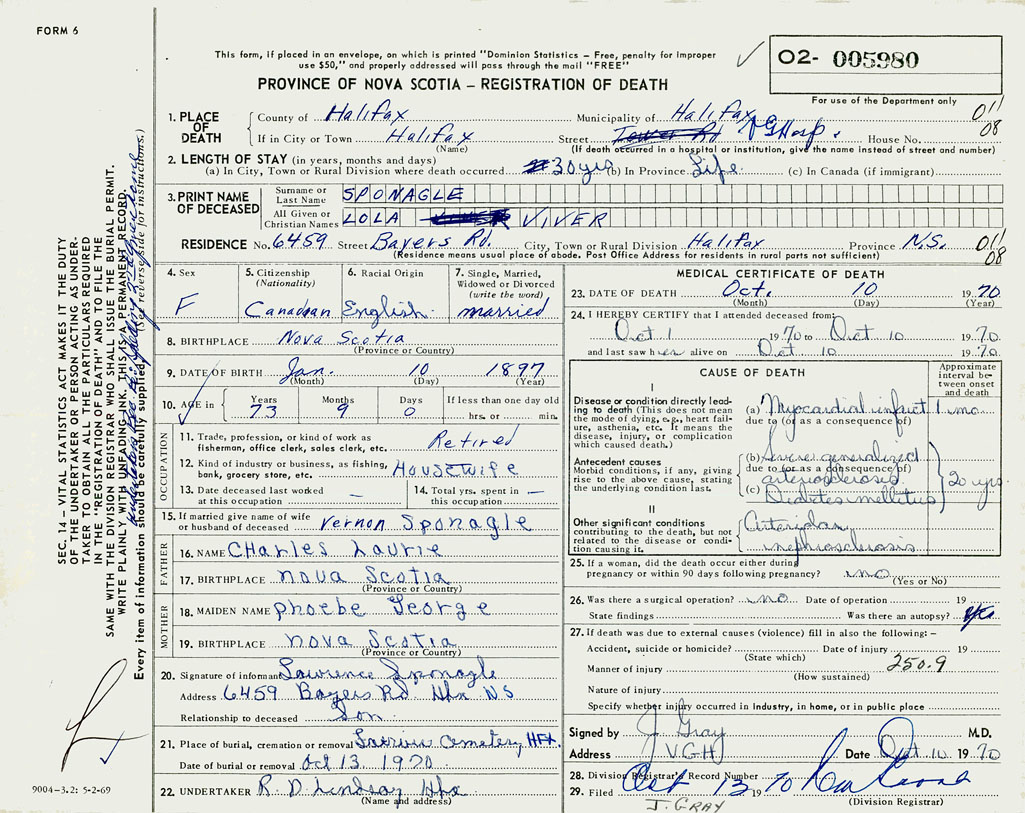 FORM 6
This form, if placed in an envelope, on which is printed "Dominion Statistics – Free, penalty for improper
use $50," and properly addressed will pass through the mail "FREE"
02- 005980
For use of the Department only
PROVINCE OF NOVA SCOTIA – REGISTRATION OF DEATH
1. PLACE OF DEATH
County of Halifax Municipality of Halifax 011
If in City or Town Halifax Street VGHosp. House No. 08
(Name) (If death occurred in a hospital or institution, give the name instead of street and number)
2. LENGTH OF STAY (in years, months and days)
(a) In City, Town or Rural Division where death occurred 30 yrs (b) In Province Life (c) In Canada (if immigrant)
3. PRINT NAME OF DECEASED
Surname or Last Name SPONAGLE
All Given or Christian Names LOLA VIVER
RESIDENCE No. 6459 Street Bayers Rd. City, Town or Rural Division Halifax Province N.S. 011
(Residence means usual place of abode. Post Office Address for residents in rural parts not sufficient) 08
4. Sex F
5. Citizenship (Nationality) Canadian
6. Racial Origin English
7. Single, Married, Widowed or Divorced (write the word) married
8. BIRTHPLACE Nova Scotia
(Province or Country)
9. DATE OF BIRTH Jan. 10 1897
(Month) (Day) (Year)
10. AGE in Years 73 Months 9 Days 0 If less than one day old
hrs. or min.
OCCUPATION
11. Trade, profession, or kind of work as fisherman, office clerk, sales clerk, etc. Retired
12. Kind of industry or business, as fishing, bank, grocery store, etc. Housewife
13. Date deceased last worked at this occupation –
14. Total yrs. spent in this occupation. –
15. If married give name of wife or husband of deceased Vernon Sponagle
FATHER
16. NAME Charles Laurie
17. BIRTHPLACE Nova Scotia
(Province or Country)
MOTHER
18. MAIDEN NAME Phoebe George
19. BIRTHPLACE Nova Scotia
(Province or Country)
20. Signature of informant Lawrence Sponagle
Address 6459 Bayers Rd Hfx NS
Relationship to deceased Son
21. Place of burial, cremation or removal Cemetery, HFX.
Date of burial or removal Oct 13 1970
22. UNDERTAKER R. D. Lindsay Hfx
(Name and address)
MEDICAL CERTIFICATE OF DEATH
23. DATE OF DEATH Oct. 10 1970
(Month) (Day) (Year)
24. I HEREBY CERTIFY that I attended deceased from:
Oct 1 1970 to Oct 10 1970
and last saw her alive on Oct 10 1970
CAUSE OF DEATH
Approximate interval between onset and death
I
Disease or condition directly leading to death (This does not mean the mode of dying, e.g., heart failure, asthenia, etc. It means the disease, injury, or complication which caused death.)
(a) Myocardial infarct 1 mo
due to (or as a consequence of)
Antecedent causes
Morbid conditions, if any, giving rise to the above cause, stating the underlying condition last.
(b) Severe generalized
due to (or as a consequence of)
arteriosclerosis
(c) Diabetes mellitus
20 yrs.
II
Other significant conditions contributing to the death, but not related to the disease or condition causing it.
nephrosclerosis
25. If a woman, did the death occur either during
pregnancy or within 90 days following pregnancy? no
(Yes or No)
26. Was there a surgical operation? no Date of operation 19
State findings Was there an autopsy?
27. If death was due to external causes (violence) fill in also the following: –
Accident, suicide or homicide? Date of injury 19
(State which)
Manner of injury 250.9
(How sustained)
Nature of injury
Specify whether injury occurred in industry, in home, or in public place
Signed by J. Gray M.D.
Address V.G.H. Date Oct 10 1970
28. Division Registrar's Record Number
29. Filed Oct 13 1970
(Division Registrar)
J. GRAY
SEC. 14 – VITAL STATISTICS ACT MAKES IT THE DUTY
OF THE UNDERTAKER OR PERSON ACTING AS UNDER-
TAKER TO OBTAIN ALL THE PARTICULARS REQUIRED
IN THE "REGISTRATION OF DEATH" AND TO FILE THE
SAME WITH THE DIVISION REGISTRAR WHO SHALL ISSUE THE BURIAL PERMIT.
WRITE PLAINLY WITH UNFADING INK. THIS IS A PERMANENT RECORD.
Every item of information should be carefully supplied (See reverse side for instructions.)
9004-3.2: 5-2-69